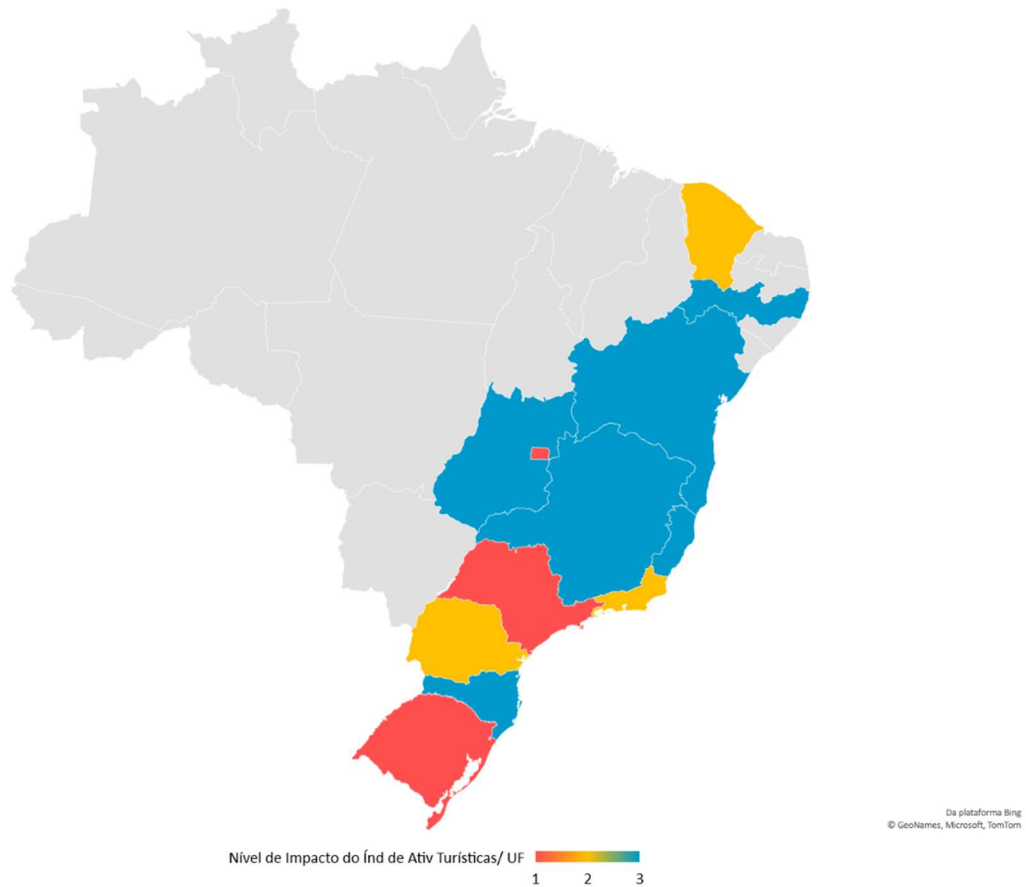 Da plataforma Bing
© GeoNames, Microsoft, TomTom
Nível de Impacto do Índ de Ativ Turísticas/ UF
1 2 3